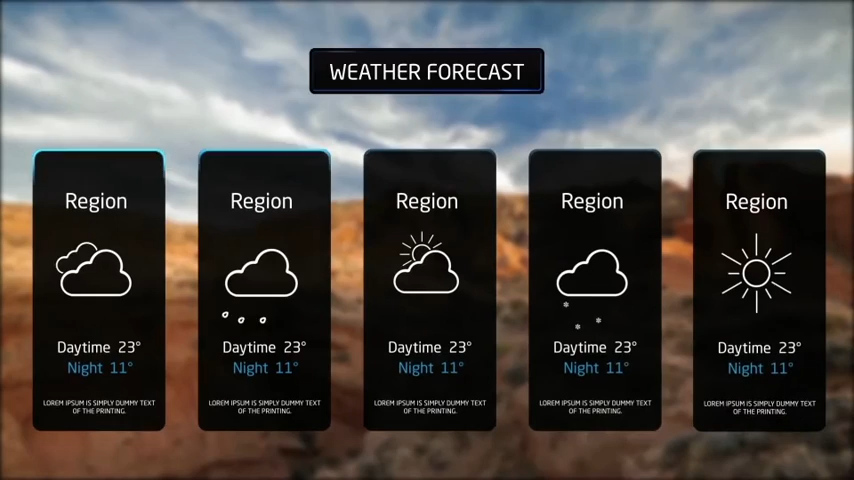 WEATHER FORECAST
Region
Daytime 23°
Night 11°
LOREM IPSUM IS SIMPLY DUMMY TEXT
OF THE PRINTING.
Region
Daytime 23°
Night 11°
LOREM IPSUM IS SIMPLY DUMMY TEXT
OF THE PRINTING.
Region
Daytime 23°
Night 11°
LOREM IPSUM IS SIMPLY DUMMY TEXT
OF THE PRINTING.
Region
Daytime 23°
Night 11°
LOREM IPSUM IS SIMPLY DUMMY TEXT
OF THE PRINTING.
Region
Daytime 23°
Night 11°
LOREM IPSUM IS SIMPLY DUMMY TEXT
OF THE PRINTING.